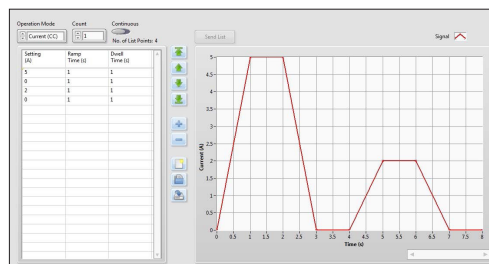 Operation Mode Count Continuous
Current (CC) 1 No. of List Points: 4
Send List Signal
Setting (A) Ramp Time (s) Dwell Time (s)
5 1 1
0 1 1
2 1 1
0 1 1
Current (A)
5
4.5
4
3.5
3
2.5
2
1.5
1
0.5
0
0 0.5 1 1.5 2 2.5 3 3.5 4 4.5 5 5.5 6 6.5 7 7.5 8
Time (s)